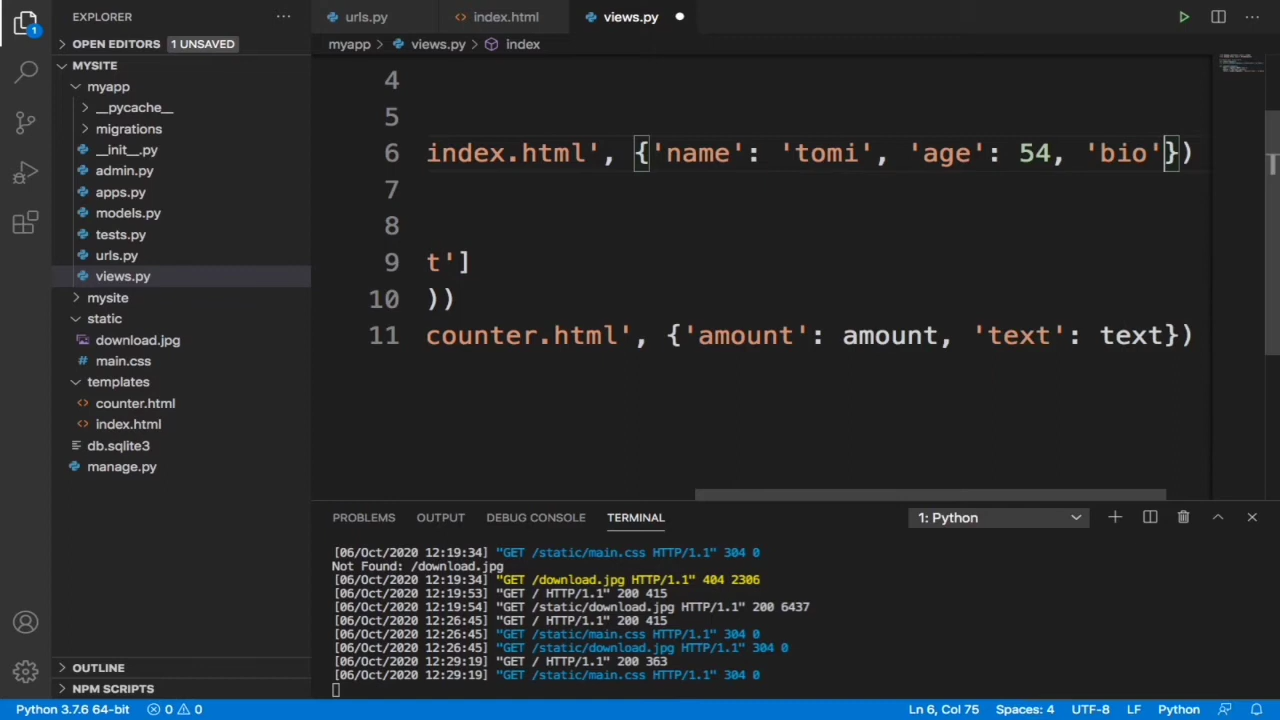 EXPLORER
urls.py
index.html
views.py
1
OPEN EDITORS 1 UNSAVED
myapp > views.py > index
MYSITE
myapp
__pycache__
migrations
__init__.py
admin.py
apps.py
models.py
tests.py
urls.py
views.py
mysite
static
download.jpg
main.css
templates
counter.html
index.html
db.sqlite3
manage.py
OUTLINE
NPM SCRIPTS
4
5
6 index.html', {'name': 'tomi', 'age': 54, 'bio'})
7
8
9 t']
10 ))
11 counter.html', {'amount': amount, 'text': text})
PROBLEMS OUTPUT DEBUG CONSOLE TERMINAL 1: Python
[06/Oct/2020 12:19:34] "GET /static/main.css HTTP/1.1" 304 0
Not Found: /download.jpg
[06/Oct/2020 12:19:34] "GET /download.jpg HTTP/1.1" 404 2306
[06/Oct/2020 12:19:53] "GET / HTTP/1.1" 200 415
[06/Oct/2020 12:19:54] "GET /static/download.jpg HTTP/1.1" 200 6437
[06/Oct/2020 12:26:45] "GET / HTTP/1.1" 200 415
[06/Oct/2020 12:26:45] "GET /static/main.css HTTP/1.1" 304 0
[06/Oct/2020 12:26:45] "GET /static/download.jpg HTTP/1.1" 304 0
[06/Oct/2020 12:29:19] "GET / HTTP/1.1" 200 363
[06/Oct/2020 12:29:19] "GET /static/main.css HTTP/1.1" 304 0
Python 3.7.6 64-bit 0 0 Ln 6, Col 75 Spaces: 4 UTF-8 LF Python